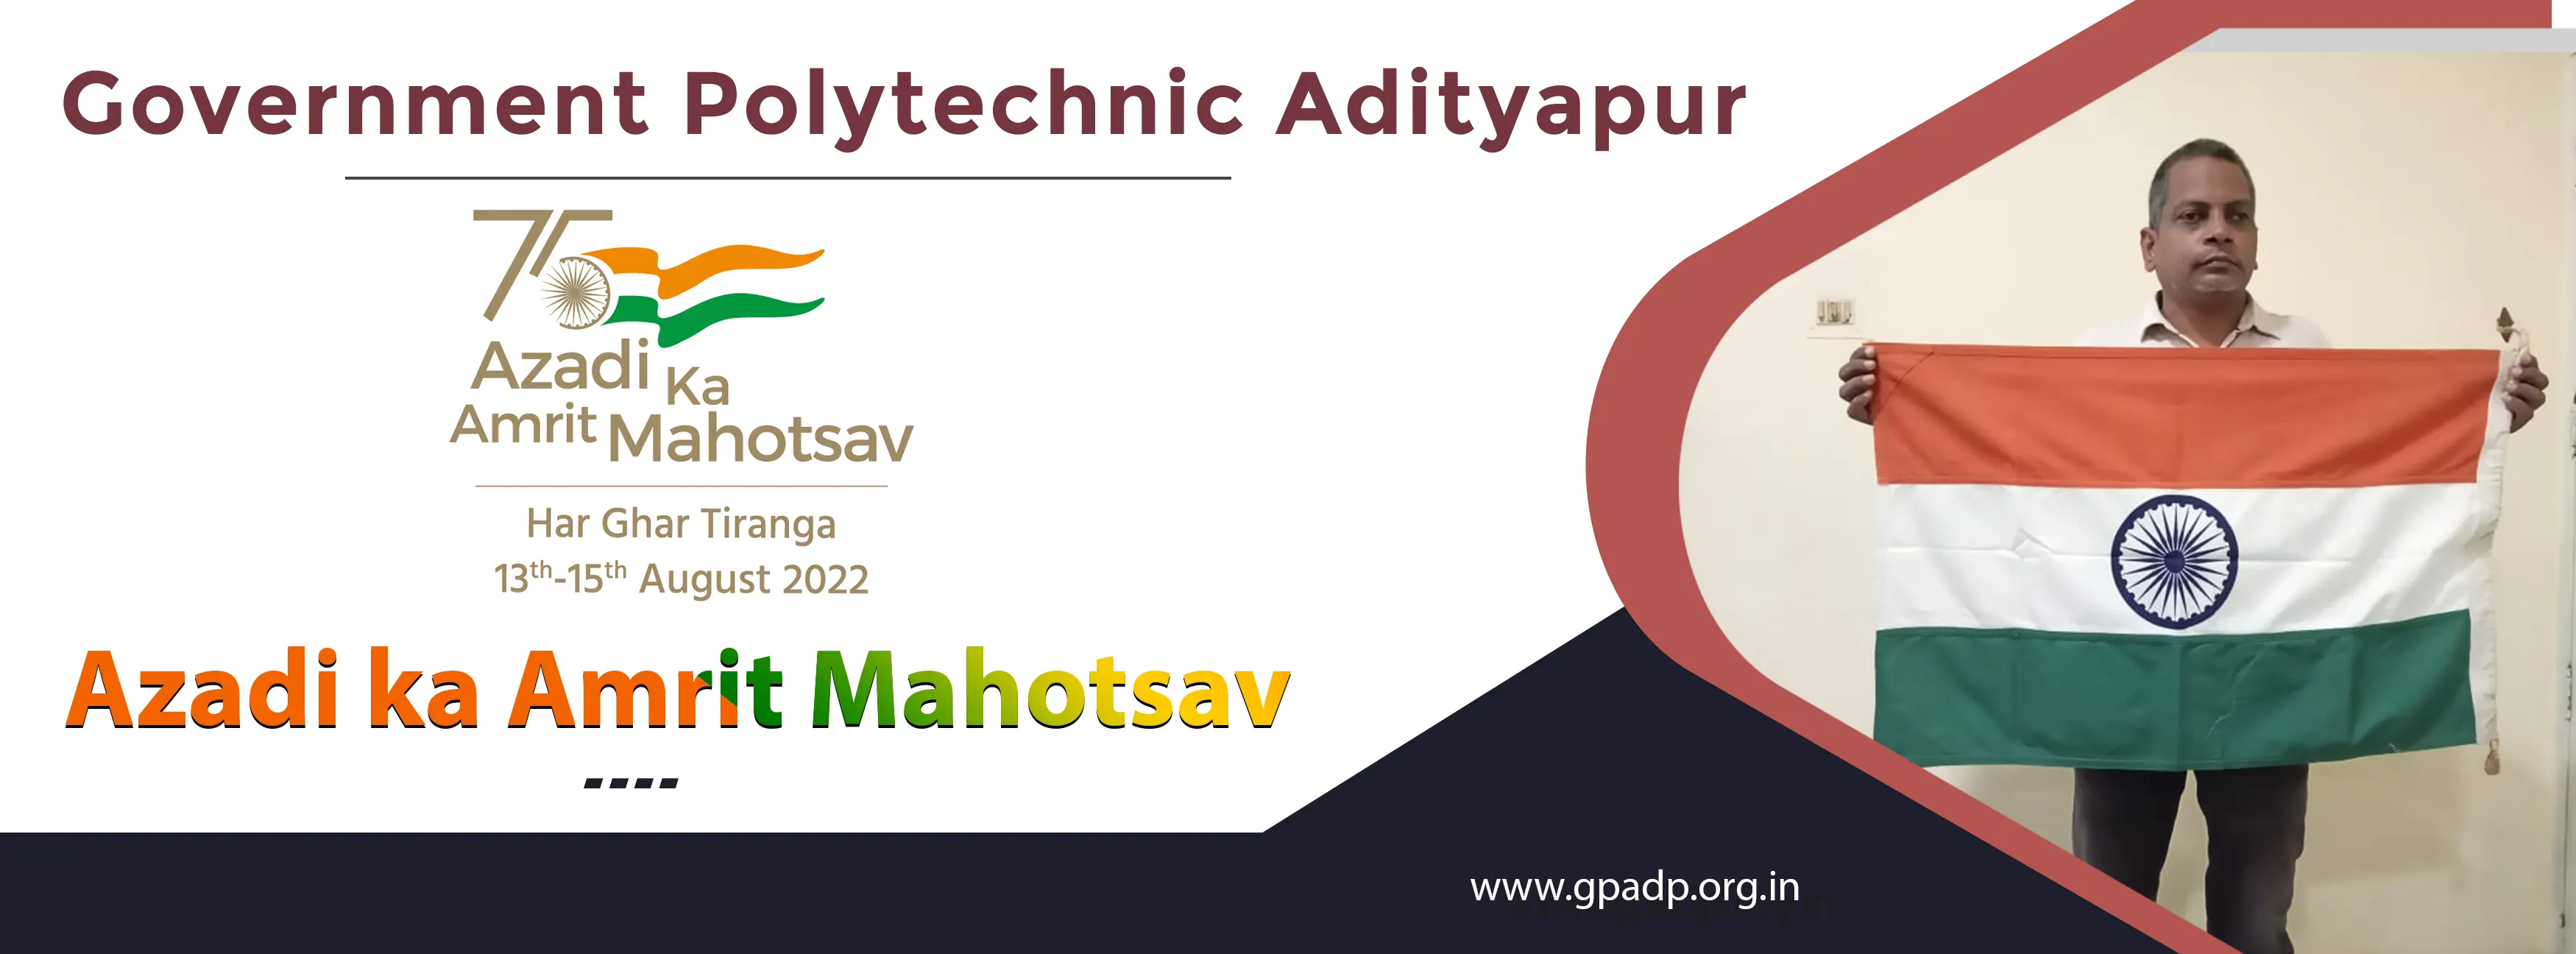 Government Polytechnic Adityapur
75
Azadi Ka
Amrit Mahotsav
Har Ghar Tiranga
13th-15th August 2022
Azadi ka Amrit Mahotsav
www.gpadp.org.in